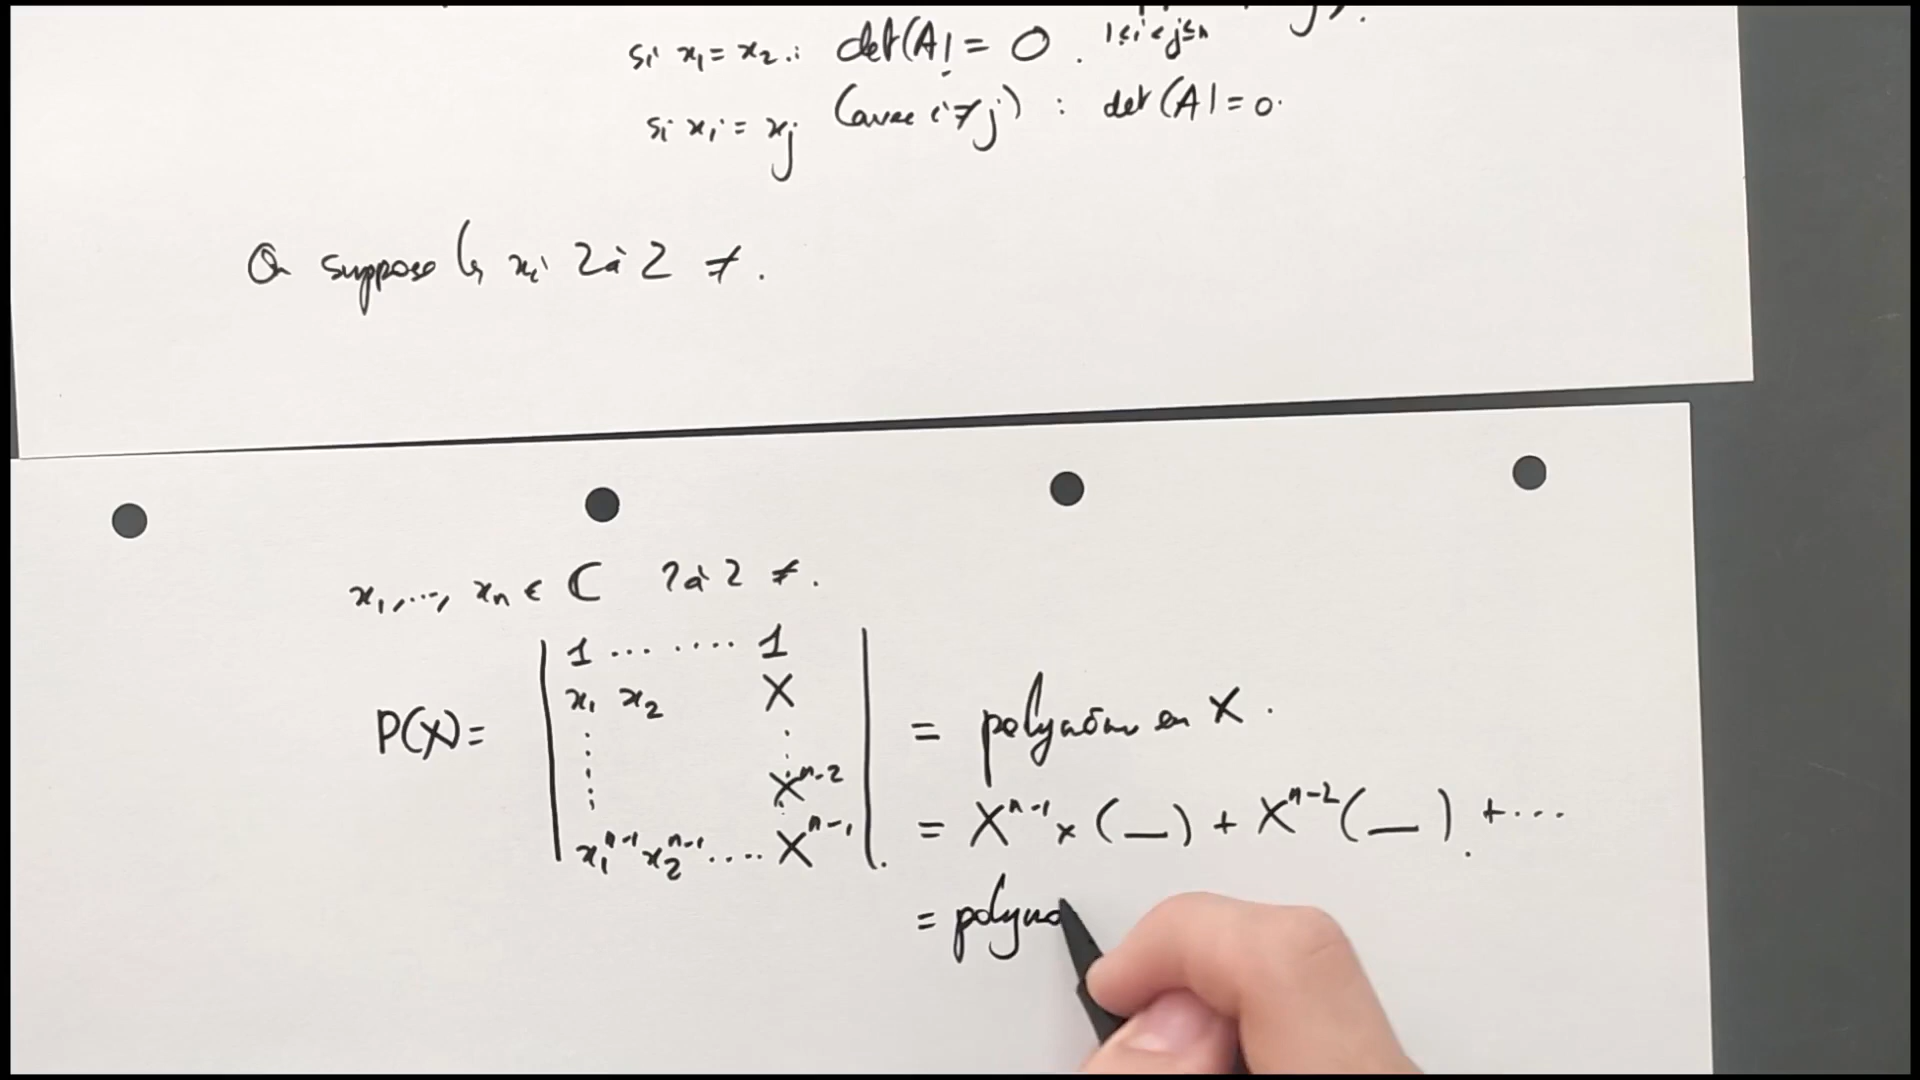 si x₁ = x₂ : det(A) = 0 . 1≤i<j≤n
si xᵢ = xⱼ (avec i≠j) : det(A) = 0.
On suppose les xᵢ 2 à 2 ≠ .
x₁,..., xₙ ∈ ℂ 2 à 2 ≠ .
P(X) = | 1 ........ 1 | = polynôme en X .
x₁ x₂ X
⋮ ⋮
⋮ Xⁿ⁻² = Xⁿ⁻¹ × (_) + Xⁿ⁻² (_) + ...
x₁ⁿ⁻¹ x₂ⁿ⁻¹ .... Xⁿ⁻¹ .
= polyno